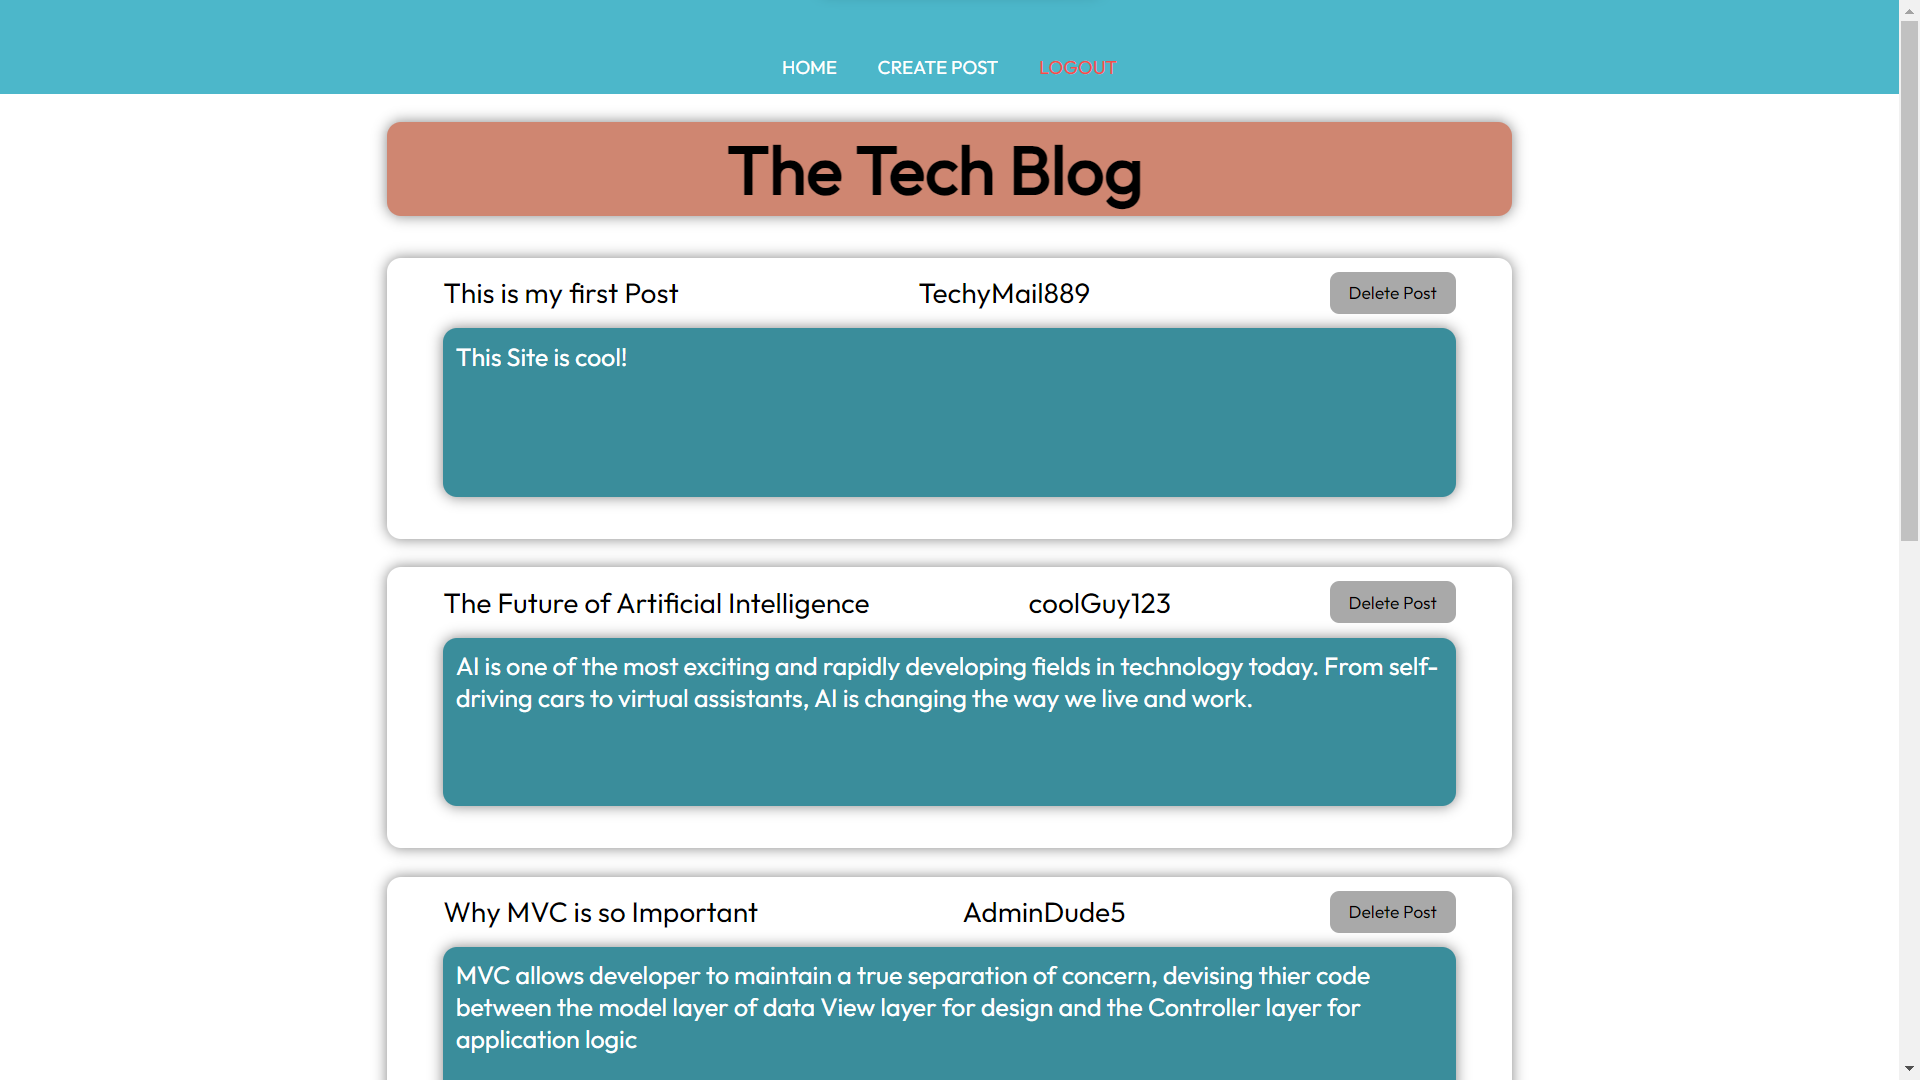 HOME CREATE POST LOGOUT
The Tech Blog
This is my first Post TechyMail889 Delete Post
This Site is cool!
The Future of Artificial Intelligence coolGuy123 Delete Post
AI is one of the most exciting and rapidly developing fields in technology today. From self-
driving cars to virtual assistants, AI is changing the way we live and work.
Why MVC is so Important AdminDude5 Delete Post
MVC allows developer to maintain a true separation of concern, devising thier code
between the model layer of data View layer for design and the Controller layer for
application logic